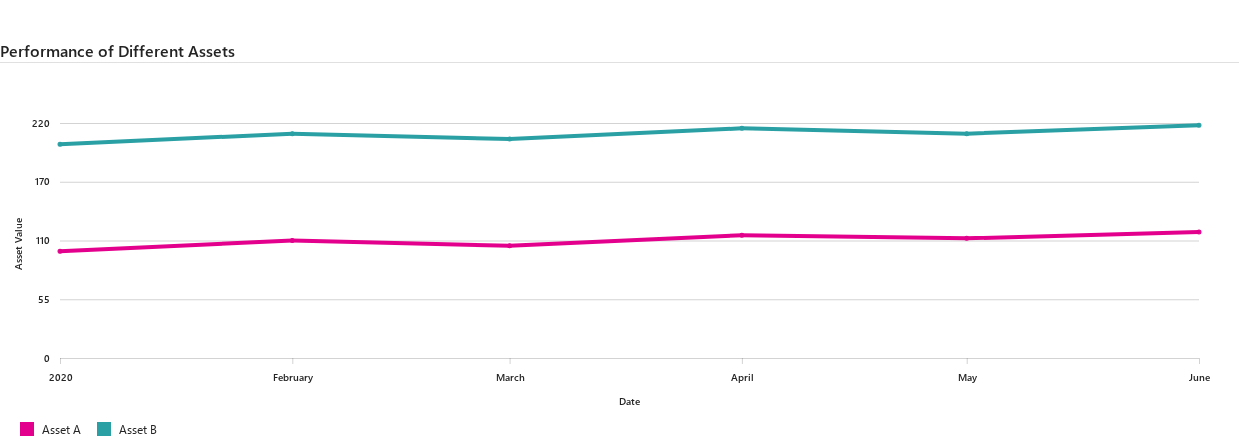 Performance of Different Assets
220
170
110
55
0
Asset Value
2020 February March April May June
Date
Asset A Asset B